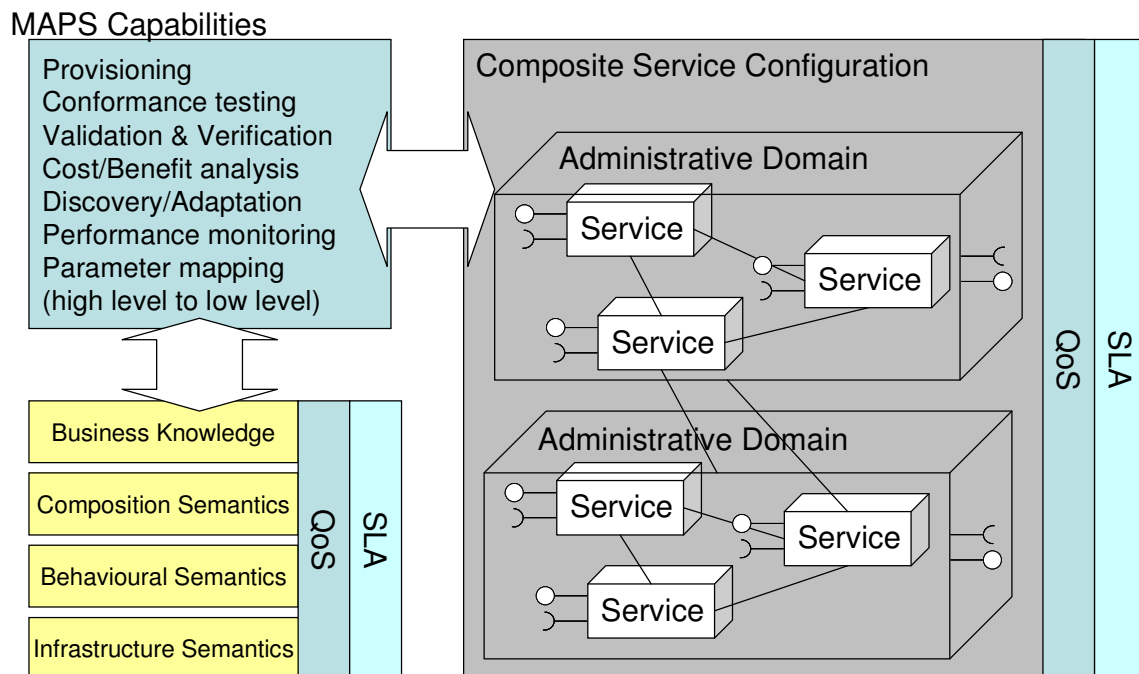 MAPS Capabilities
Provisioning
Conformance testing
Validation & Verification
Cost/Benefit analysis
Discovery/Adaptation
Performance monitoring
Parameter mapping
(high level to low level)
Business Knowledge
Composition Semantics
Behavioural Semantics
Infrastructure Semantics
QoS
SLA
Composite Service Configuration
Administrative Domain
Service
Service
Service
Administrative Domain
Service
Service
Service
QoS
SLA